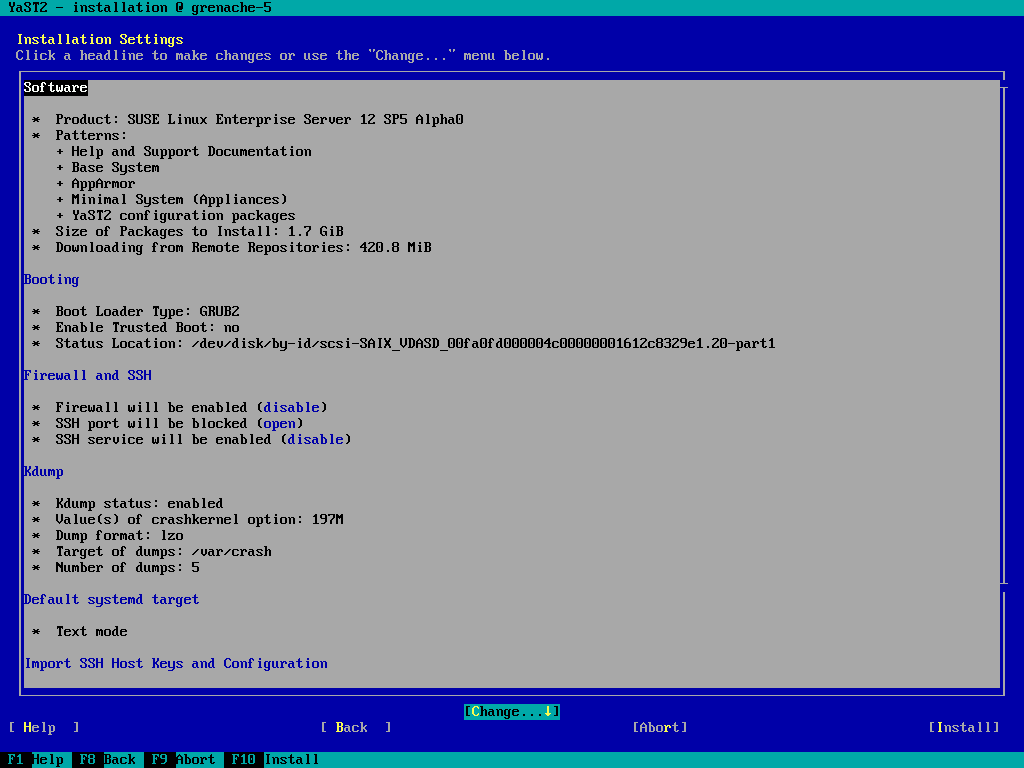 YaST2 - installation @ grenache-5
Installation Settings
Click a headline to make changes or use the "Change..." menu below.
Software
* Product: SUSE Linux Enterprise Server 12 SP5 Alpha0
* Patterns:
+ Help and Support Documentation
+ Base System
+ AppArmor
+ Minimal System (Appliances)
+ YaST2 configuration packages
* Size of Packages to Install: 1.7 GiB
* Downloading from Remote Repositories: 420.8 MiB
Booting
* Boot Loader Type: GRUB2
* Enable Trusted Boot: no
* Status Location: /dev/disk/by-id/scsi-SAIX_VDASD_00fa0fd000004c00000001612c8329e1.20-part1
Firewall and SSH
* Firewall will be enabled (disable)
* SSH port will be blocked (open)
* SSH service will be enabled (disable)
Kdump
* Kdump status: enabled
* Value(s) of crashkernel option: 197M
* Dump format: lzo
* Target of dumps: /var/crash
* Number of dumps: 5
Default systemd target
* Text mode
Import SSH Host Keys and Configuration
[Change...↓]
[ Help ] [ Back ] [Abort] [Install]
F1 Help F8 Back F9 Abort F10 Install